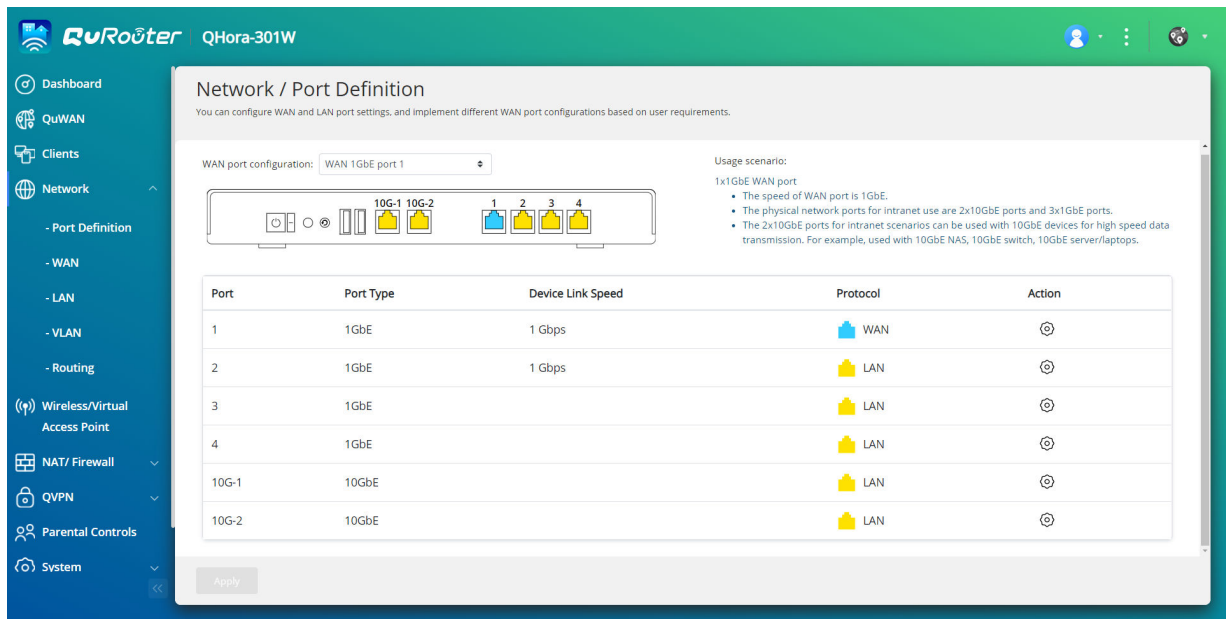 QuRoûter QHora-301W
Dashboard
QuWAN
Clients
Network
- Port Definition
- WAN
- LAN
- VLAN
- Routing
Wireless/Virtual
Access Point
NAT/ Firewall
QVPN
Parental Controls
System
Network / Port Definition
You can configure WAN and LAN port settings, and implement different WAN port configurations based on user requirements.
WAN port configuration: WAN 1GbE port 1
10G-1 10G-2 1 2 3 4
Usage scenario:
1x1GbE WAN port
• The speed of WAN port is 1GbE.
• The physical network ports for intranet use are 2x10GbE ports and 3x1GbE ports.
• The 2x10GbE ports for intranet scenarios can be used with 10GbE devices for high speed data
transmission. For example, used with 10GbE NAS, 10GbE switch, 10GbE server/laptops.
Port Port Type Device Link Speed Protocol Action
1 1GbE 1 Gbps WAN
2 1GbE 1 Gbps LAN
3 1GbE LAN
4 1GbE LAN
10G-1 10GbE LAN
10G-2 10GbE LAN
Apply